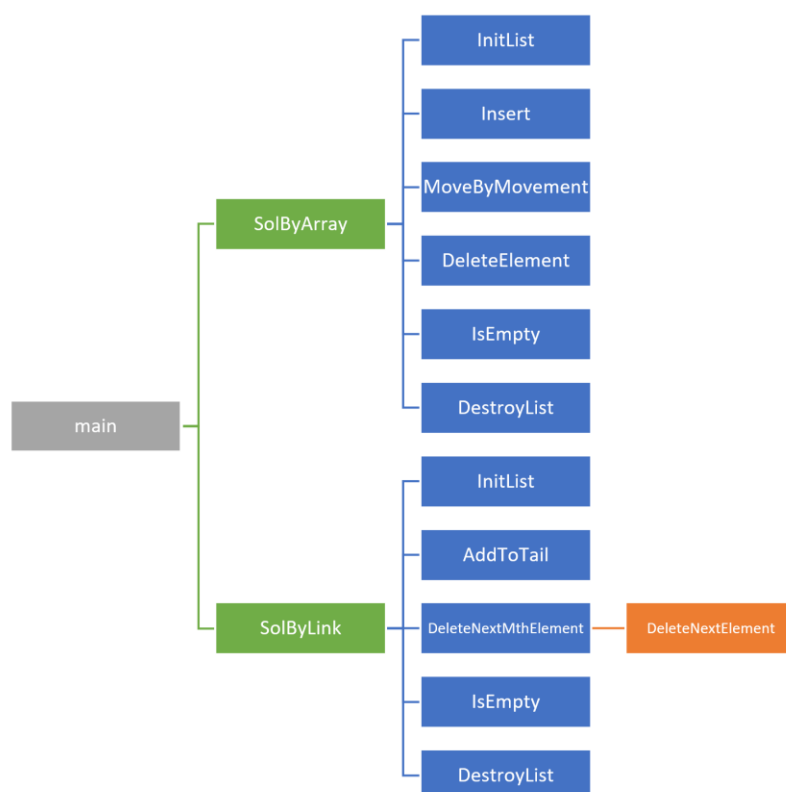 main
SolByArray
InitList
Insert
MoveByMovement
DeleteElement
IsEmpty
DestroyList
SolByLink
InitList
AddToTail
DeleteNextMthElement
DeleteNextElement
IsEmpty
DestroyList